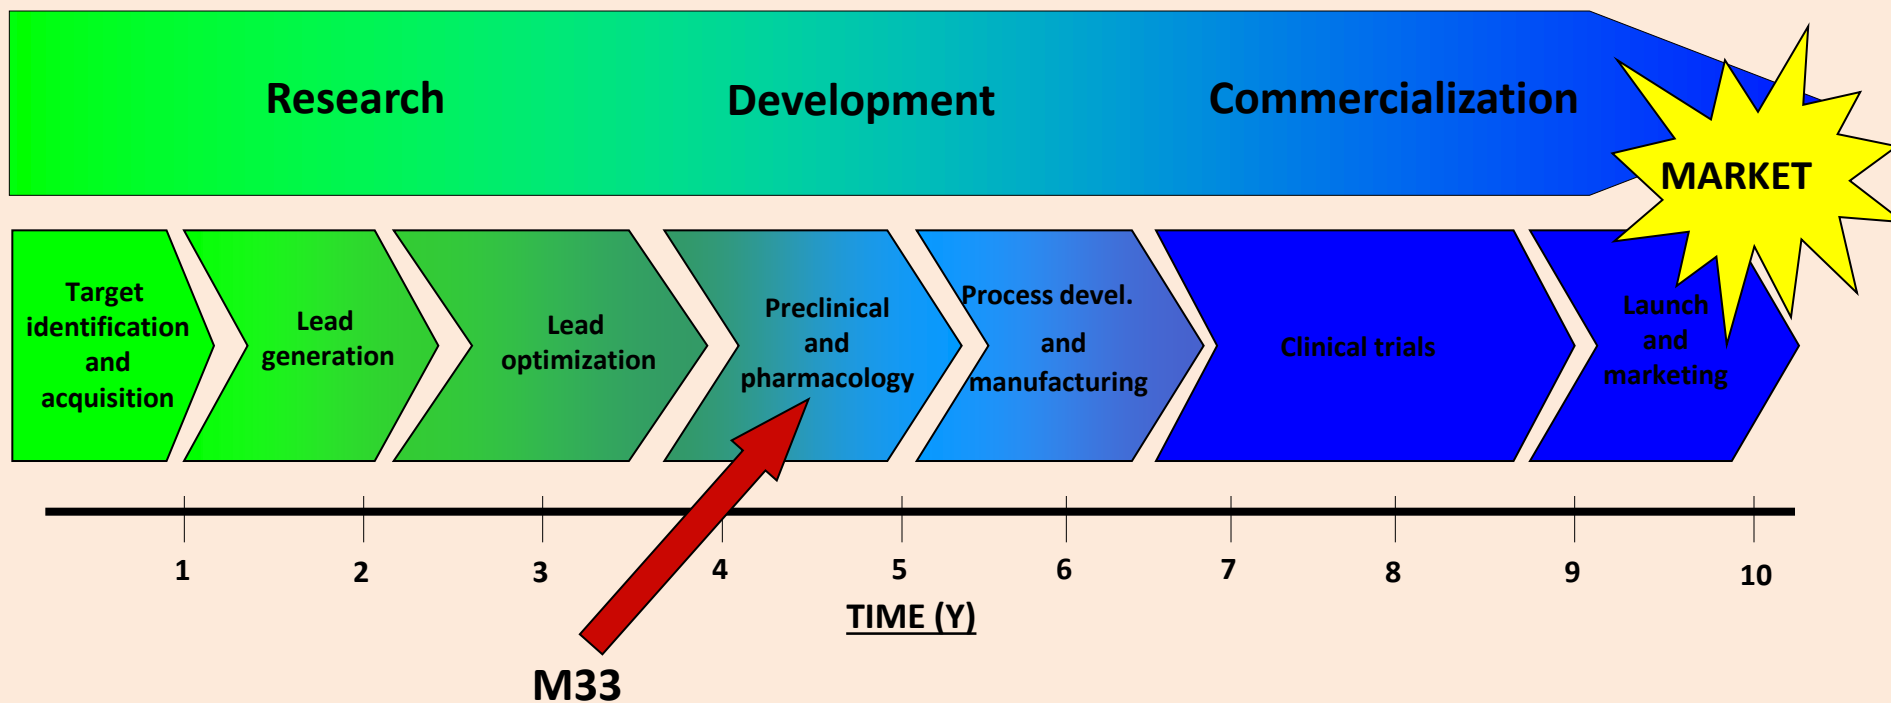 Research
Development
Commercialization
MARKET
Target
identification
and
acquisition
Lead
generation
Lead
optimization
Preclinical
and
pharmacology
Process devel.
and
manufacturing
Clinical trials
Launch
and
marketing
1
2
3
4
5
6
7
8
9
10
TIME (Y)
M33